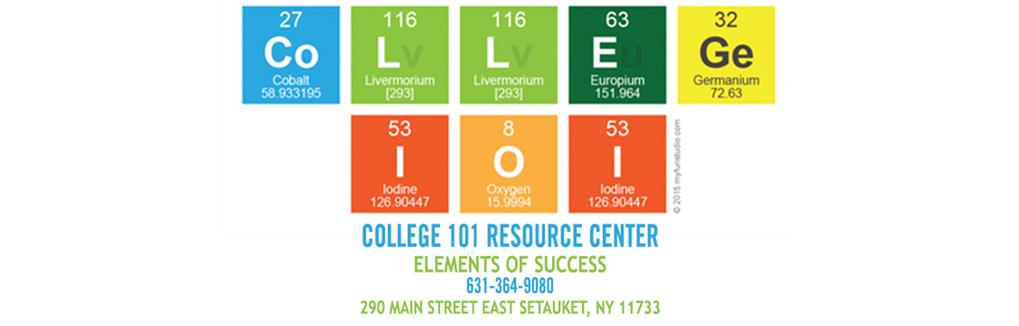 27 116 116 63 32
Co Lv Lv Eu Ge
Cobalt Livermorium Livermorium Europium Germanium
58.933195 [293] [293] 151.964 72.63
53 8 53
I O I
Iodine Oxygen Iodine
126.90447 15.9994 126.90447
© 2015 myfunstudio.com
COLLEGE 101 RESOURCE CENTER
ELEMENTS OF SUCCESS
631-364-9080
290 MAIN STREET EAST SETAUKET, NY 11733